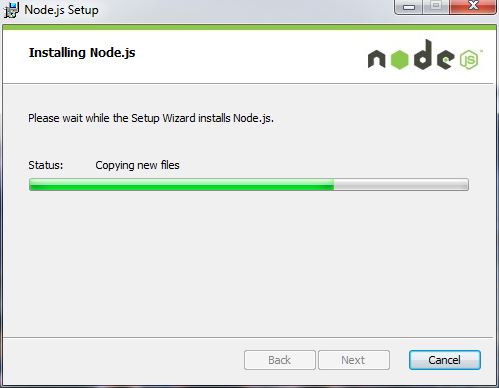 Node.js Setup
Installing Node.js
node JS™
Please wait while the Setup Wizard installs Node.js.
Status: Copying new files
Back Next Cancel